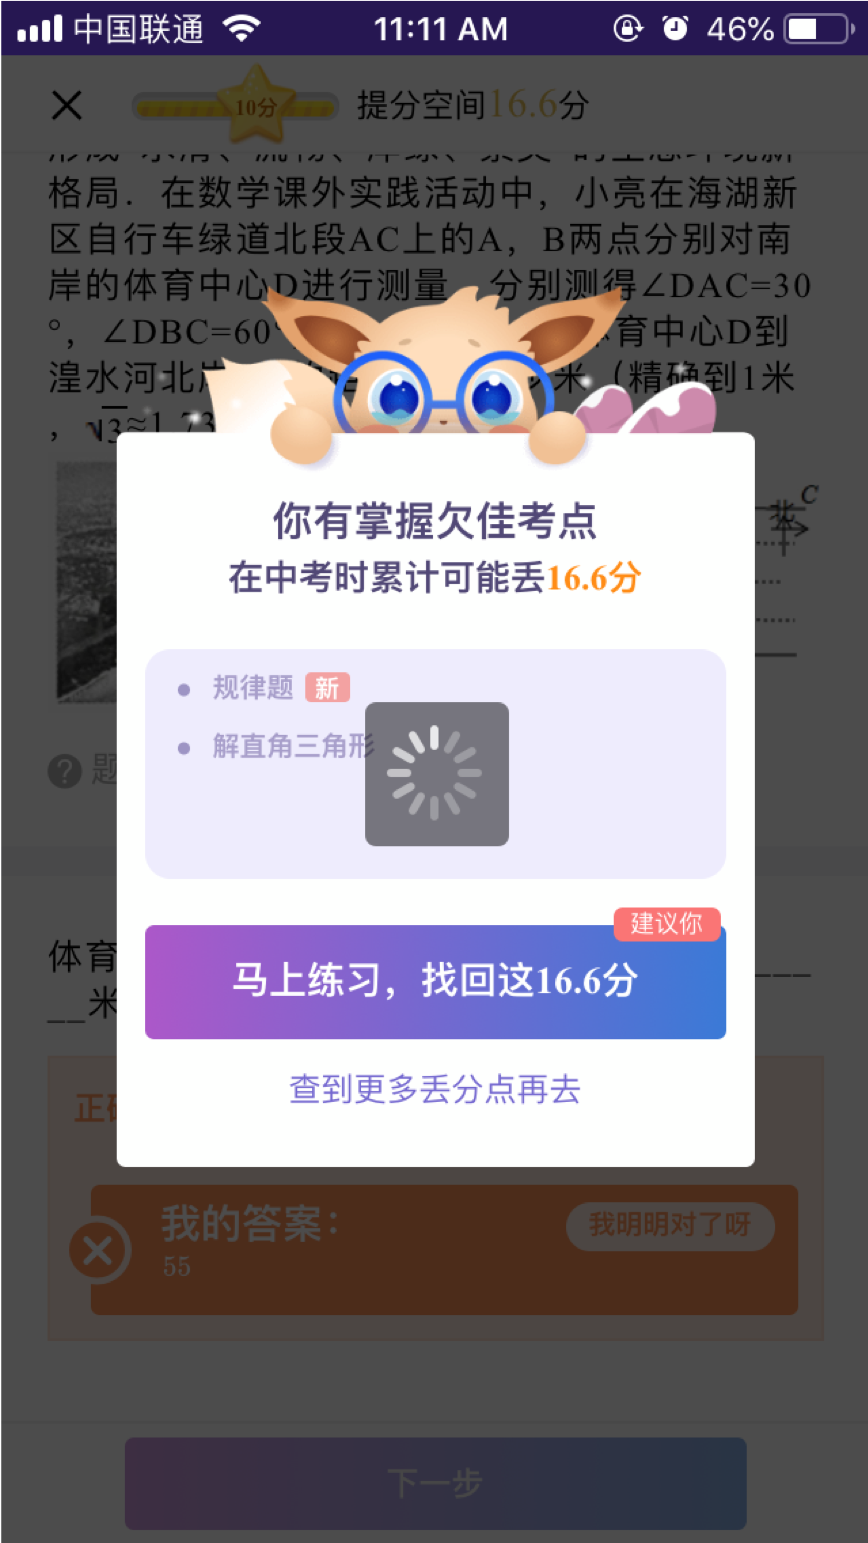 中国联通
11:11 AM
46%
10分
提分空间16.6分
格局．在数学课外实践活动中，小亮在海湖新
区自行车绿道北段AC上的A，B两点分别对南
岸的体育中心D进行测量，分别测得∠DAC=30
°，∠DBC=60°
体育中心D到
湟水河北岸
米（精确到1米
，√3≈1.73
C
北
你有掌握欠佳考点
在中考时累计可能丢16.6分
规律题 新
解直角三角形
? 题
体育
建议你
马上练习，找回这16.6分
__米
查到更多丢分点再去
正确
我的答案：
我明明对了呀
55
下一步